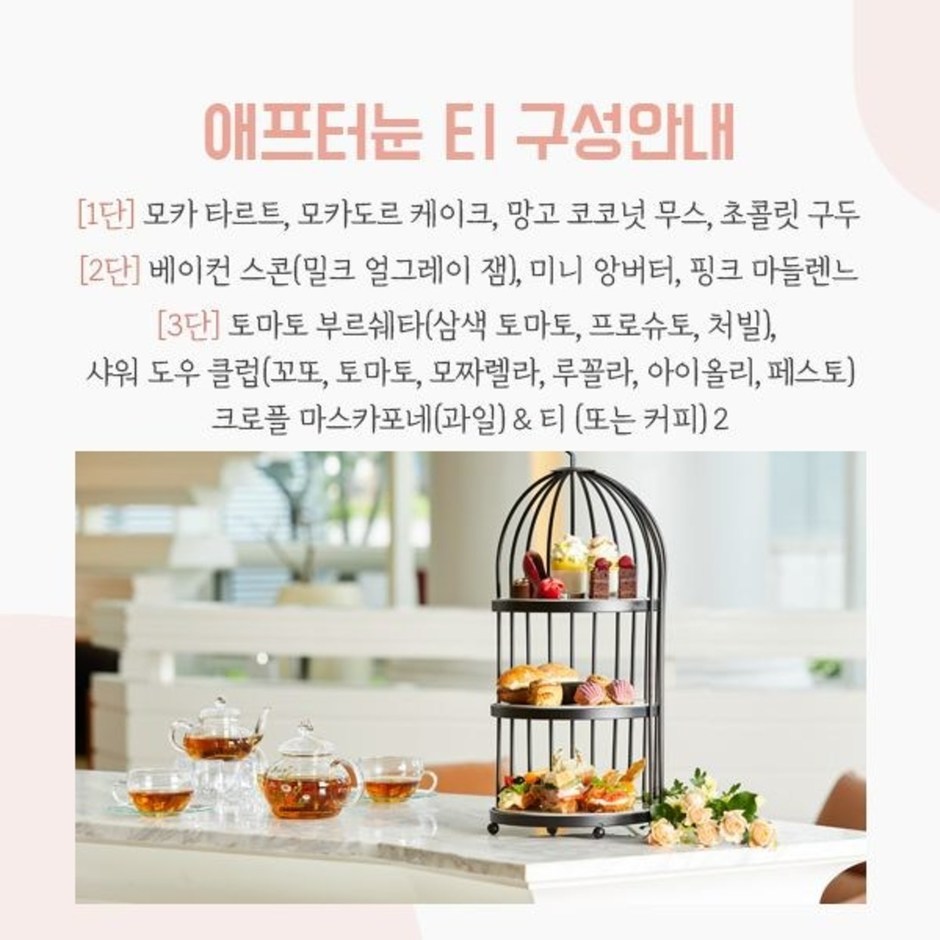 애프터눈 티 구성안내
[1단] 모카 타르트, 모카도르 케이크, 망고 코코넛 무스, 초콜릿 구두
[2단] 베이컨 스콘(밀크 얼그레이 잼), 미니 앙버터, 핑크 마들렌느
[3단] 토마토 부르쉐타(삼색 토마토, 프로슈토, 처빌),
샤워 도우 클럽(꼬또, 토마토, 모짜렐라, 루꼴라, 아이올리, 페스토)
크로플 마스카포네(과일) & 티 (또는 커피) 2